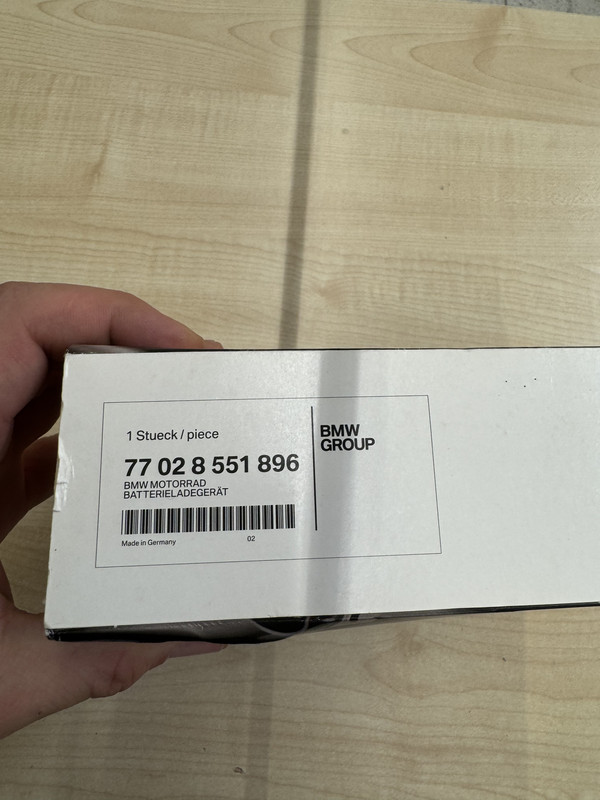 1 Stueck / piece
77 02 8 551 896
BMW MOTORRAD
BATTERIELADEGERÄT
Made in Germany 02
BMW
GROUP